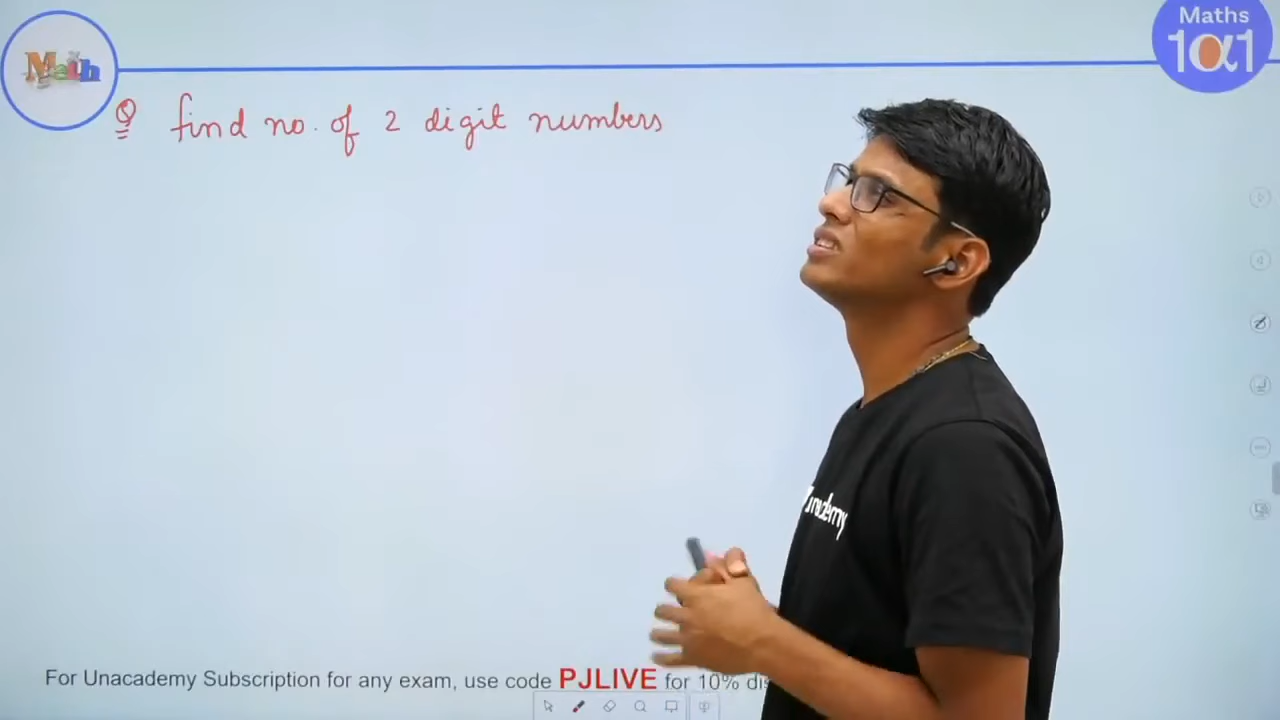 Math
Maths
1α1
Q find no. of 2 digit numbers
unacademy
For Unacademy Subscription for any exam, use code PJLIVE for 10% dis